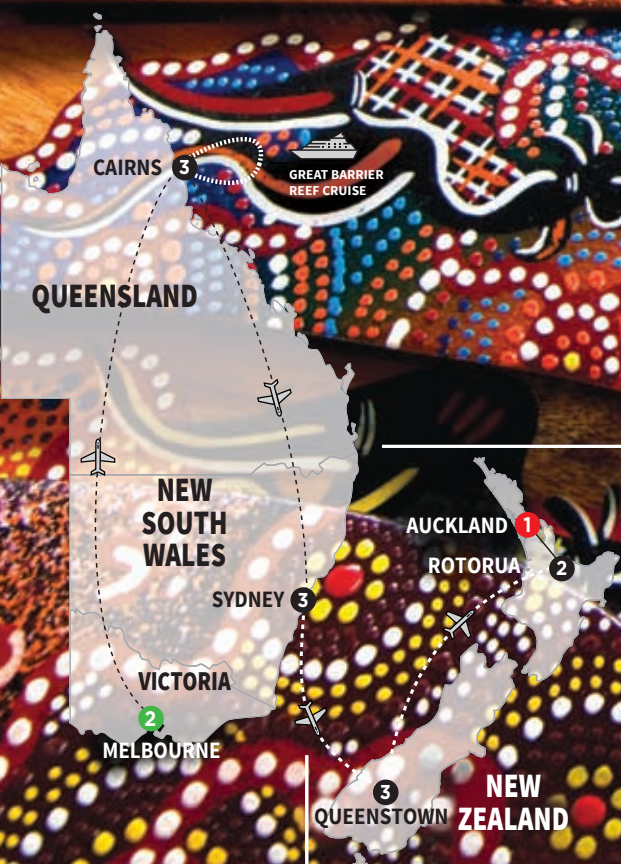 CAIRNS 3
GREAT BARRIER
REEF CRUISE
QUEENSLAND
NEW
SOUTH
WALES
AUCKLAND 1
ROTORUA 2
SYDNEY 3
VICTORIA
2
MELBOURNE
3
QUEENSTOWN
NEW
ZEALAND